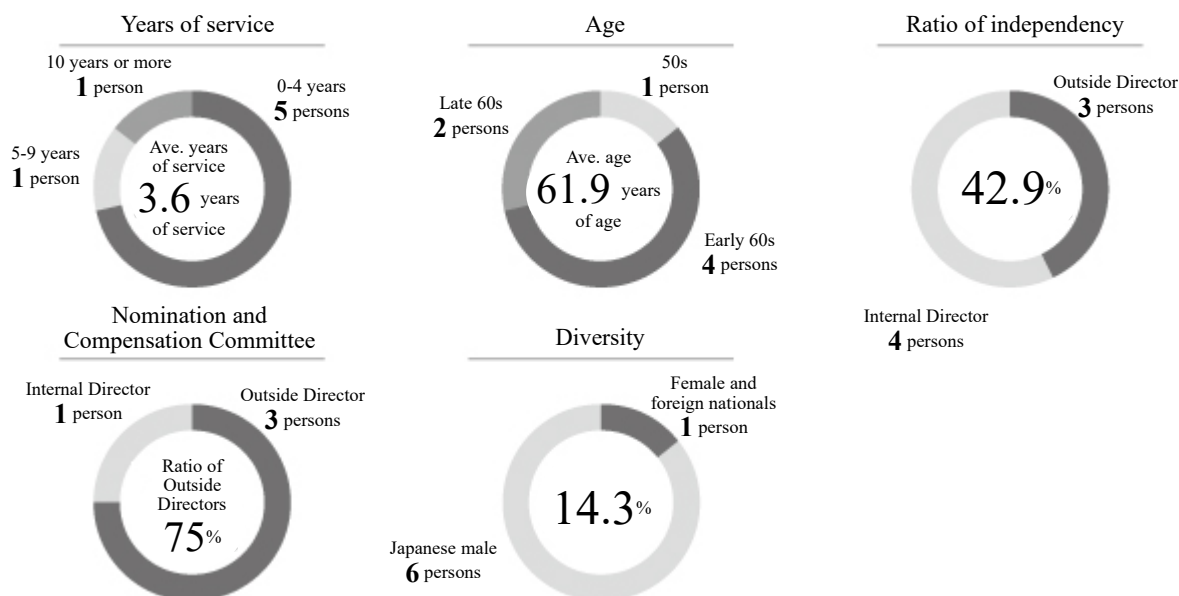 Years of service
10 years or more
1 person
0-4 years
5 persons
5-9 years
1 person
Ave. years
of service
3.6 years
of service
Age
50s
1 person
Late 60s
2 persons
Ave. age
61.9 years
of age
Early 60s
4 persons
Ratio of independency
Outside Director
3 persons
42.9%
Internal Director
4 persons
Nomination and
Compensation Committee
Internal Director
1 person
Outside Director
3 persons
Ratio of
Outside
Directors
75%
Diversity
Female and
foreign nationals
1 person
14.3%
Japanese male
6 persons